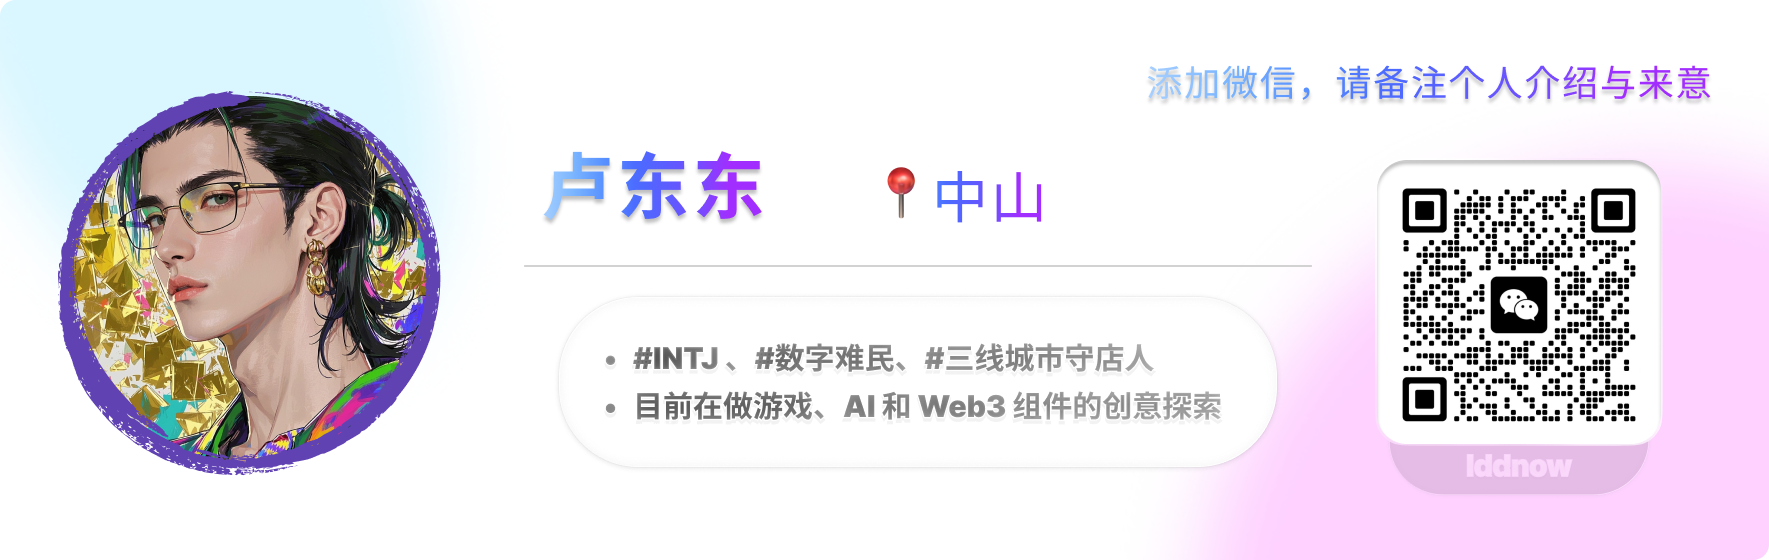 添加微信，请备注个人介绍与来意
卢东东
中山
#INTJ、#数字难民、#三线城市守店人
目前在做游戏、AI 和 Web3 组件的创意探索
lddnow